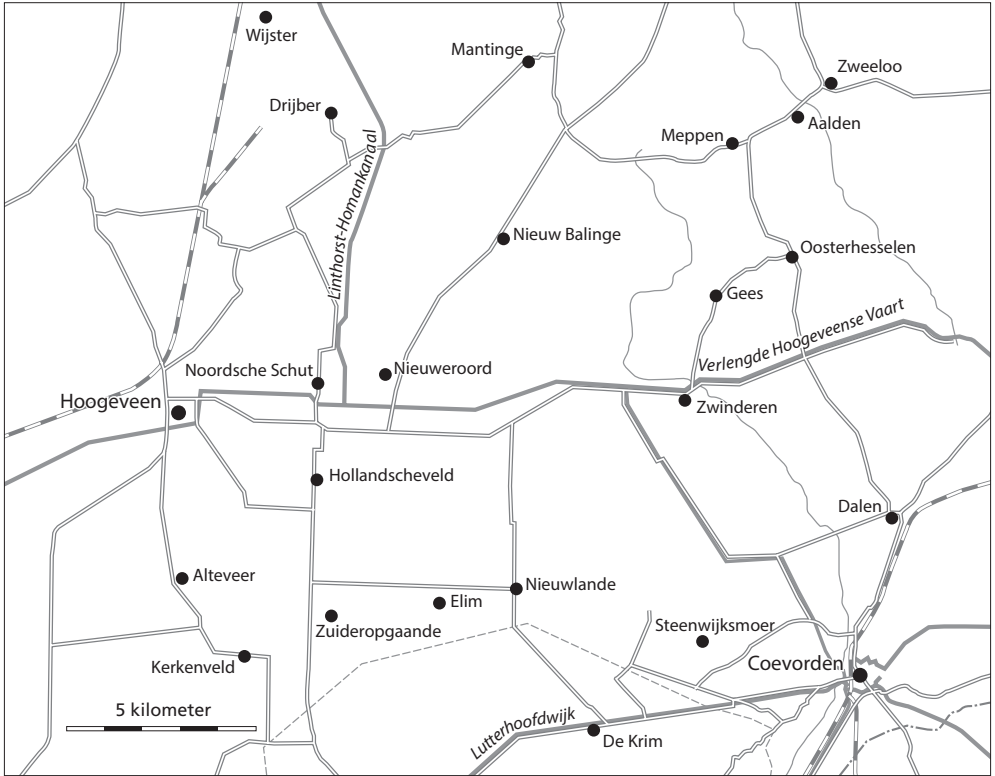 Wijster
Mantinge
Zweeloo
Drijber
Aalden
Meppen
Linthorst-Homankanaal
Nieuw Balinge
Oosterhesselen
Gees
Verlengde Hoogeveense Vaart
Noordsche Schut
Nieuweroord
Hoogeveen
Zwinderen
Hollandscheveld
Dalen
Alteveer
Nieuwlande
Elim
Zuideropgaande
Steenwijksmoer
Kerkenveld
Coevorden
5 kilometer
Lutterhoofdwijk
De Krim